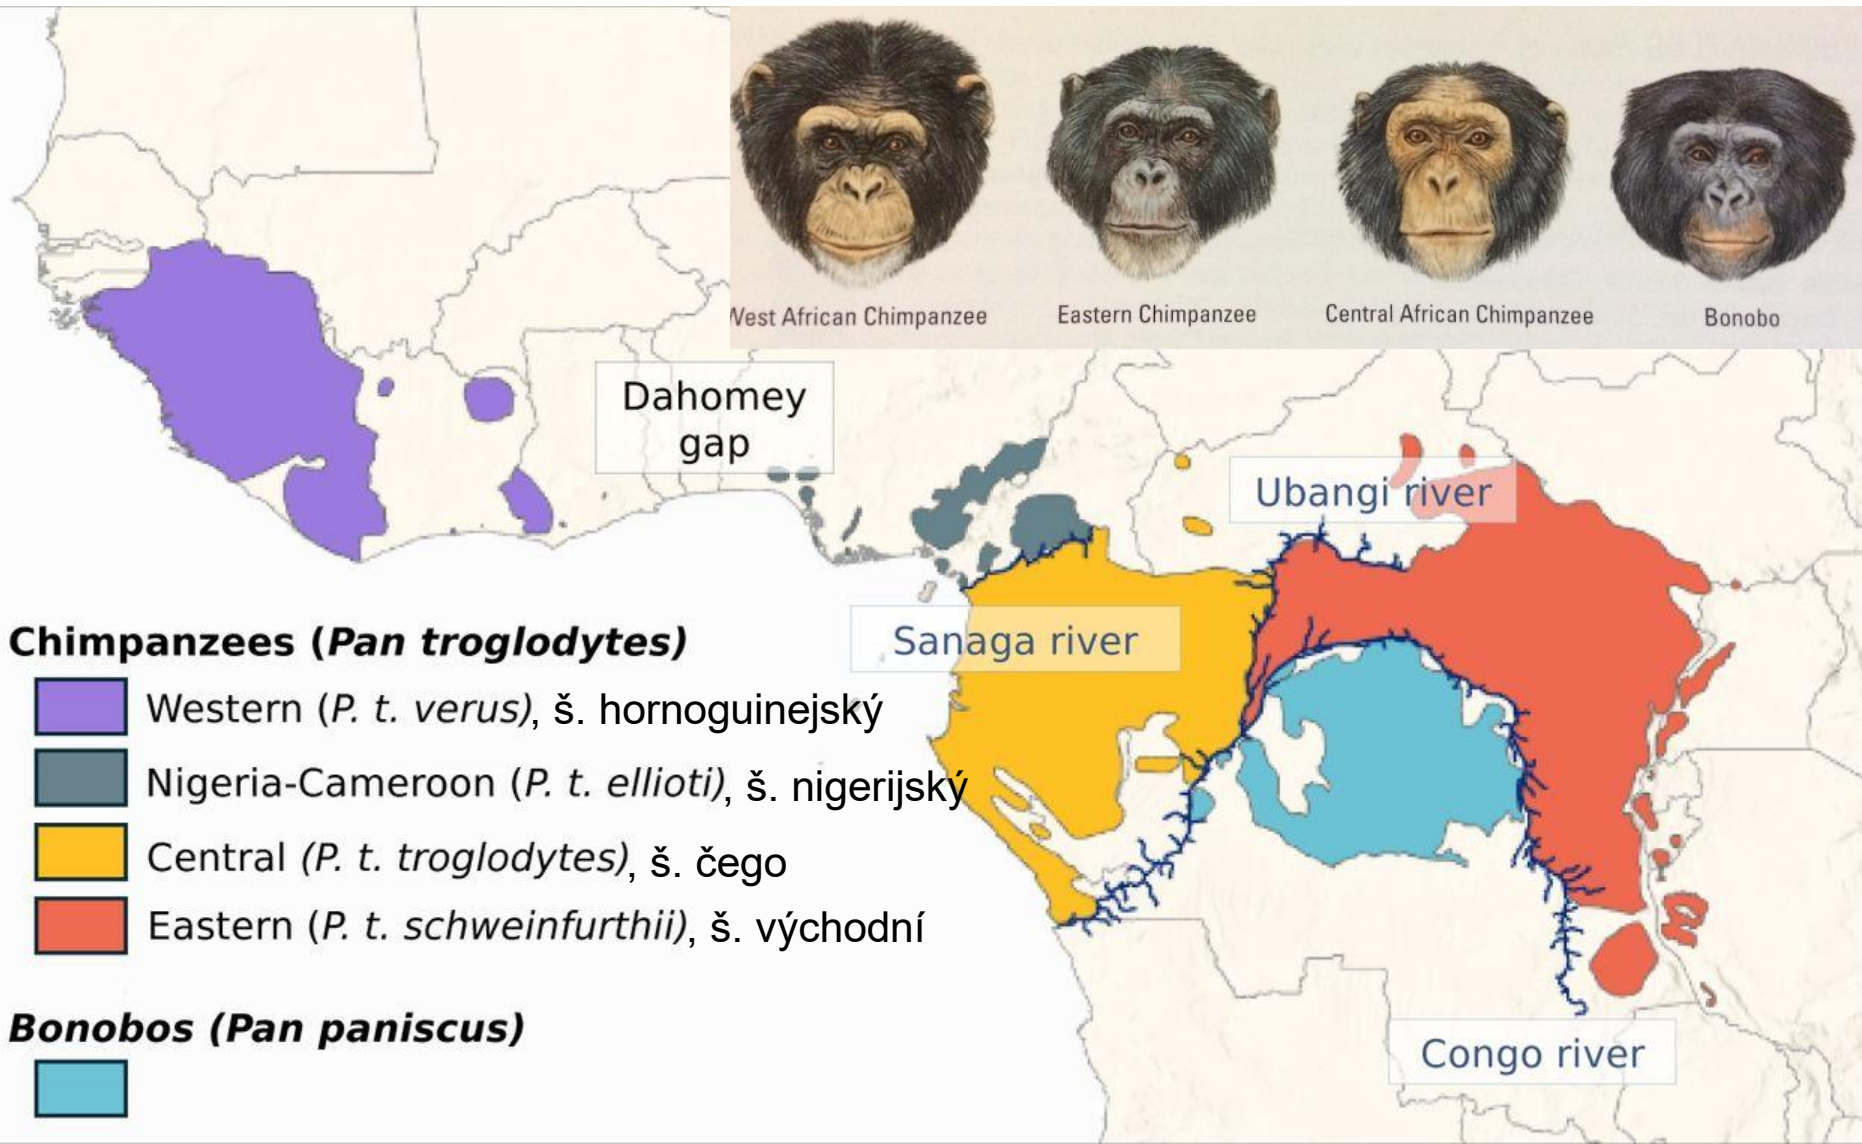 West African Chimpanzee
Eastern Chimpanzee
Central African Chimpanzee
Bonobo
Dahomey
gap
Ubangi river
Sanaga river
Chimpanzees (Pan troglodytes)
Western (P. t. verus), š. hornoguinejský
Nigeria-Cameroon (P. t. ellioti), š. nigerijský
Central (P. t. troglodytes), š. čego
Eastern (P. t. schweinfurthii), š. východní
Bonobos (Pan paniscus)
Congo river